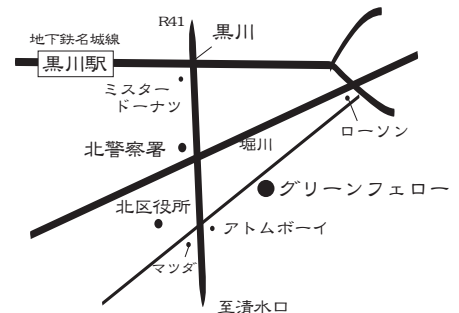 R41
黒川
地下鉄名城線
黒川駅
ミスター
ドーナツ
ローソン
北警察署
堀川
グリーンフェロー
北区役所
アトムボーイ
マツダ
至清水口